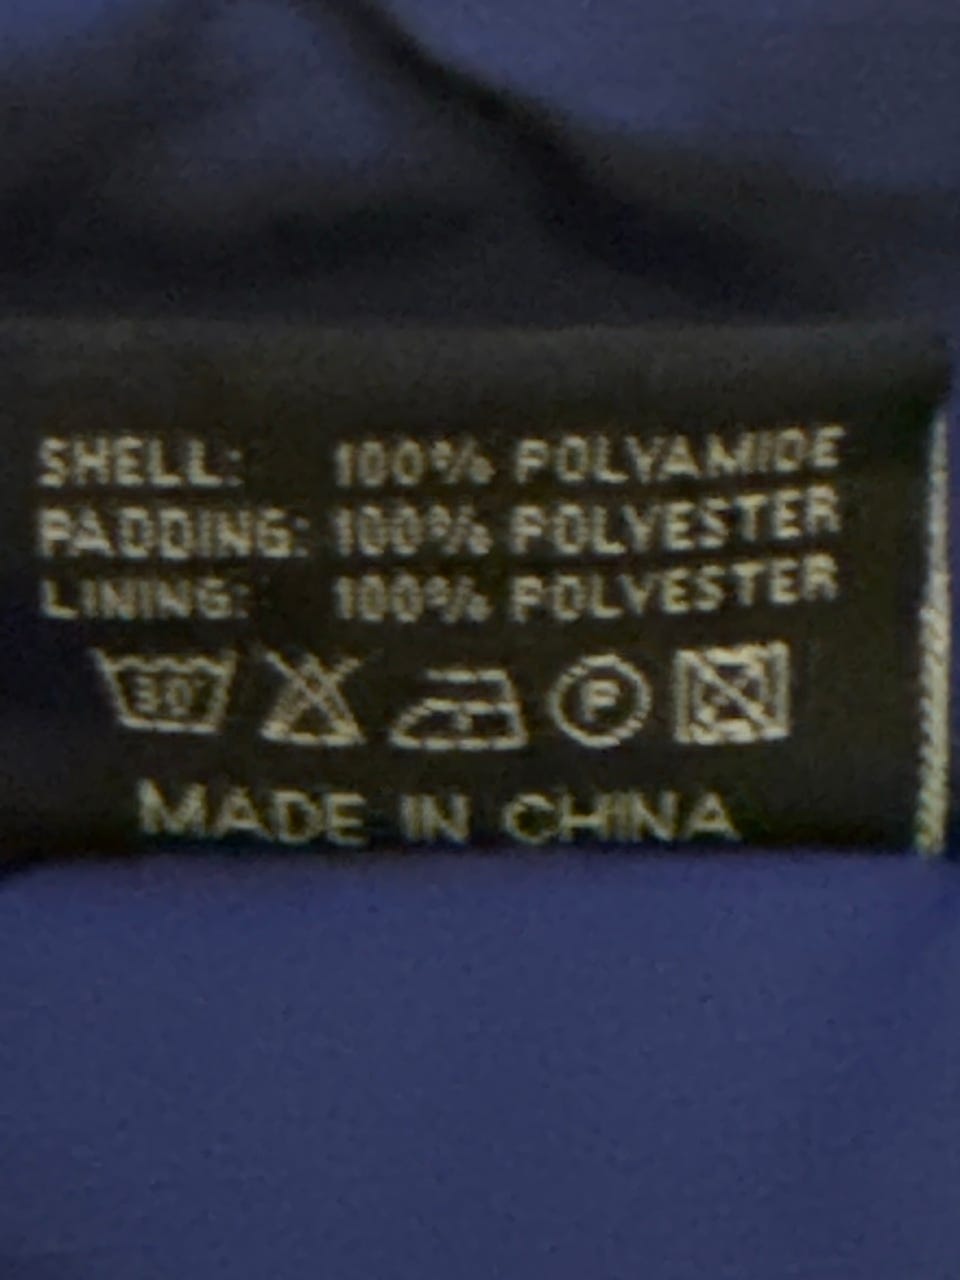 SHELL: 100% POLYAMIDE
PADDING: 100% POLYESTER
LINING: 100% POLYESTER
30° P
MADE IN CHINA